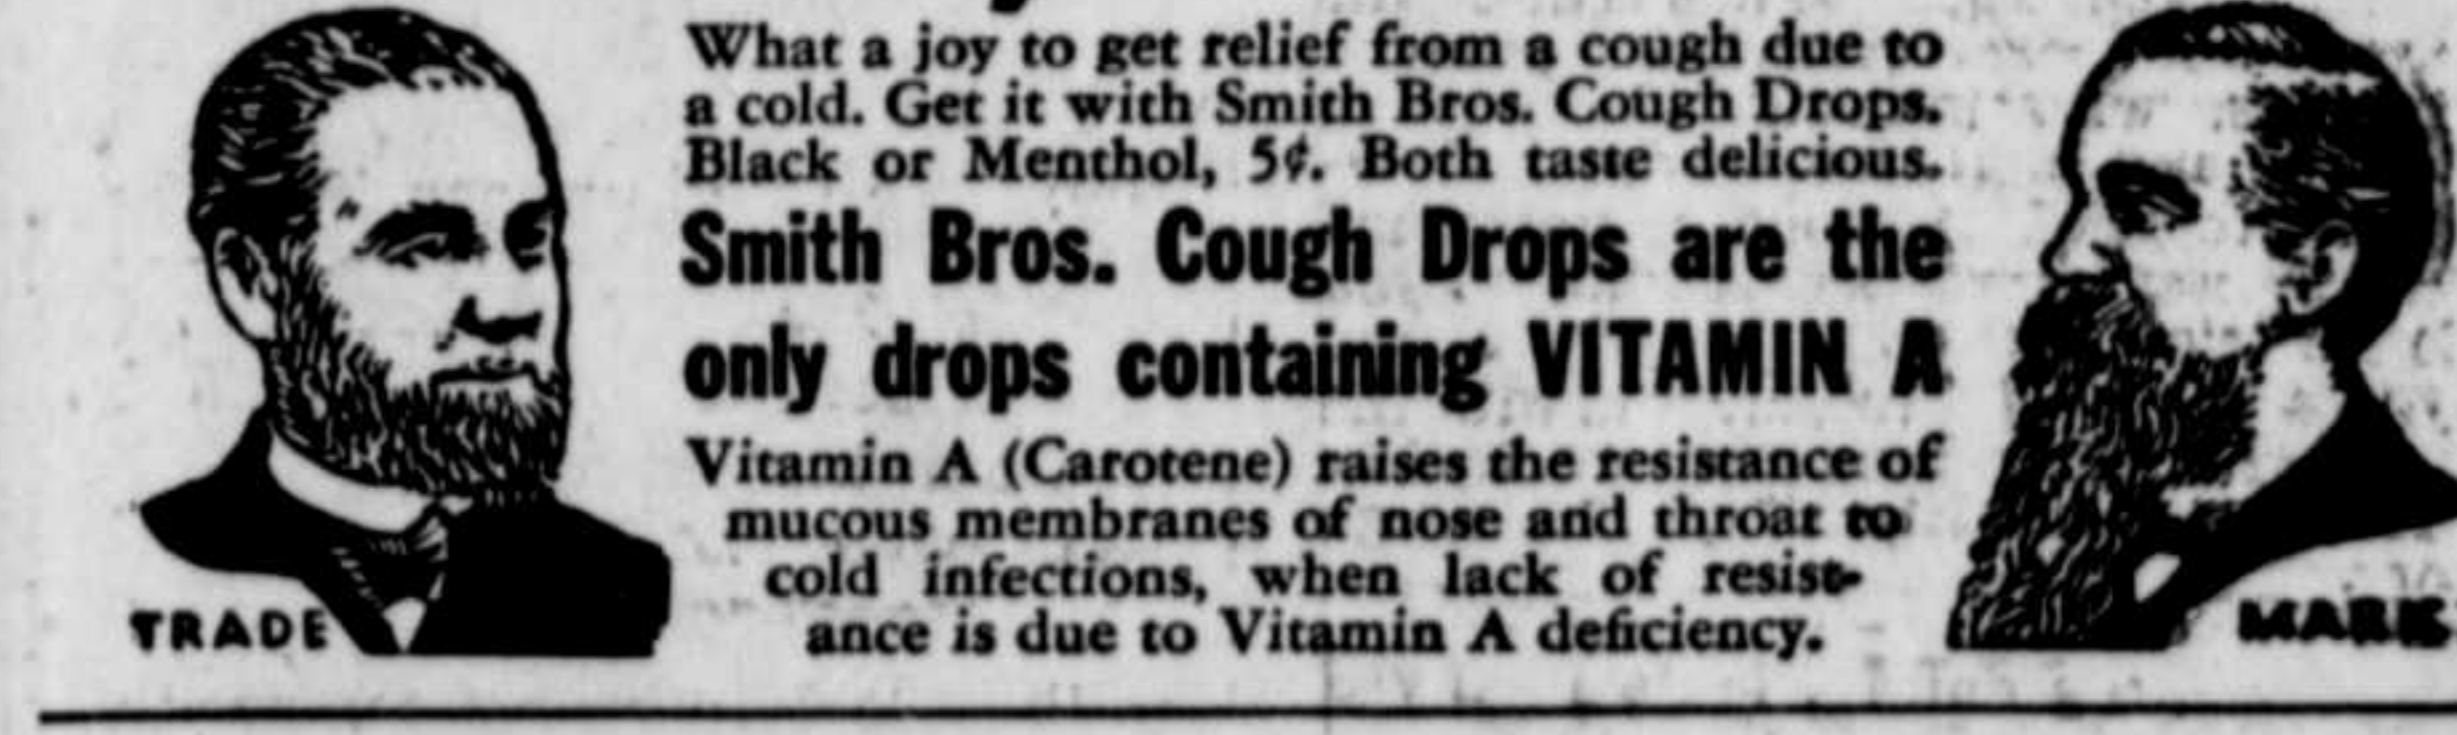 What a joy to get relief from a cough due to
a cold. Get it with Smith Bros. Cough Drops.
Black or Menthol, 5¢. Both taste delicious.
Smith Bros. Cough Drops are the
only drops containing VITAMIN A
Vitamin A (Carotene) raises the resistance of
mucous membranes of nose and throat to
cold infections, when lack of resist-
ance is due to Vitamin A deficiency.
TRADE
MARK